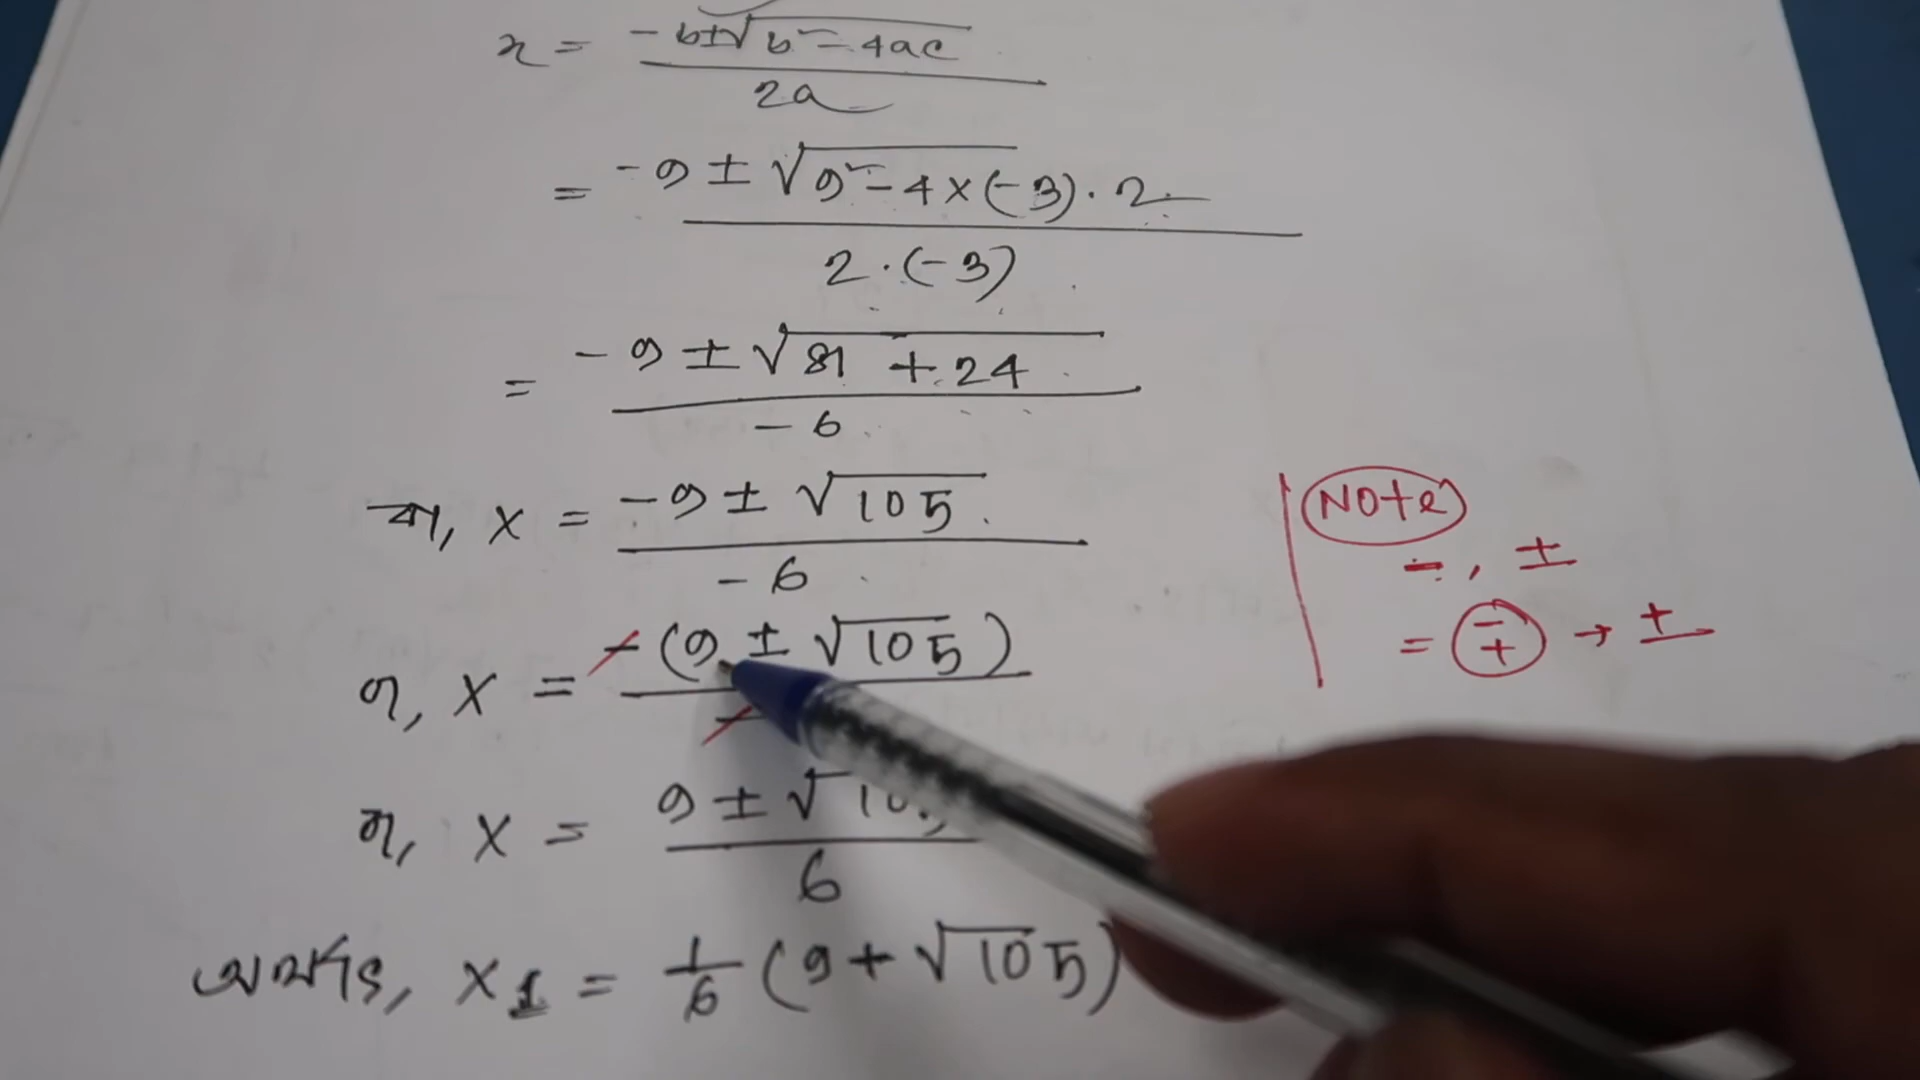 x = (-b±√(b² - 4ac)) / 2a
= (-9 ± √(9² - 4×(-3)·2)) / 2·(-3)
= (-9 ± √(81 + 24)) / -6
বা, x = (-9 ± √105) / -6
বা, x = -(9 ± √105) / -
বা, x = (9 ± √105) / 6
অর্থাৎ, x₁ = 1/6 (9 + √105)
Note
-, ±
= ∓ → ±